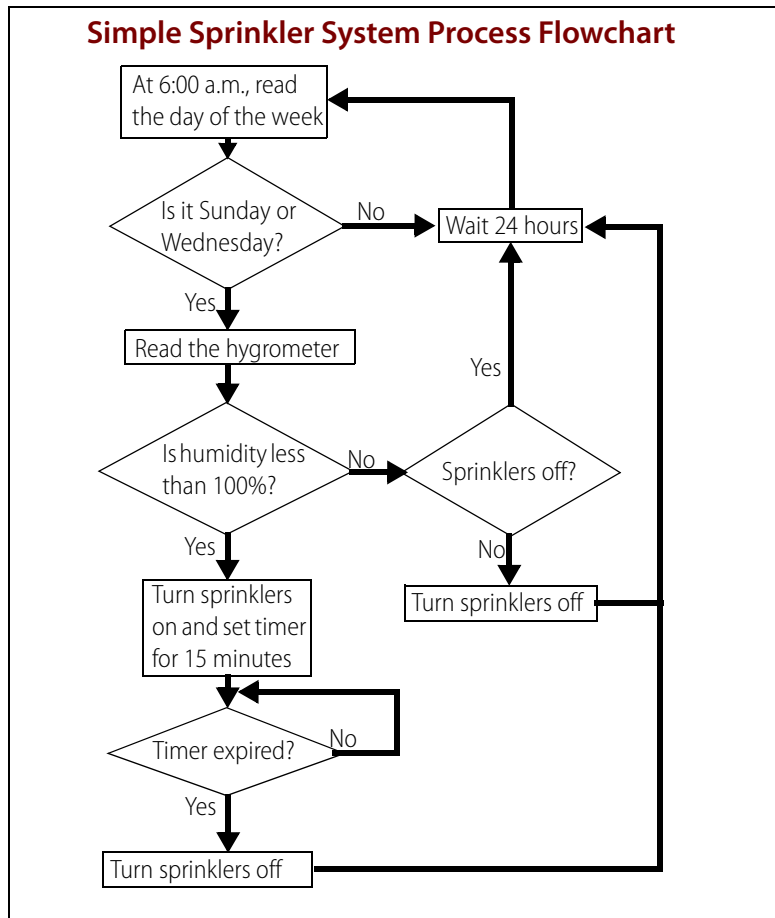 Simple Sprinkler System Process Flowchart
At 6:00 a.m., read
the day of the week
Is it Sunday or
Wednesday?
No
Wait 24 hours
Yes
Read the hygrometer
Yes
Is humidity less
than 100%?
No
Sprinklers off?
Yes
No
Turn sprinklers
on and set timer
for 15 minutes
Turn sprinklers off
Timer expired?
No
Yes
Turn sprinklers off